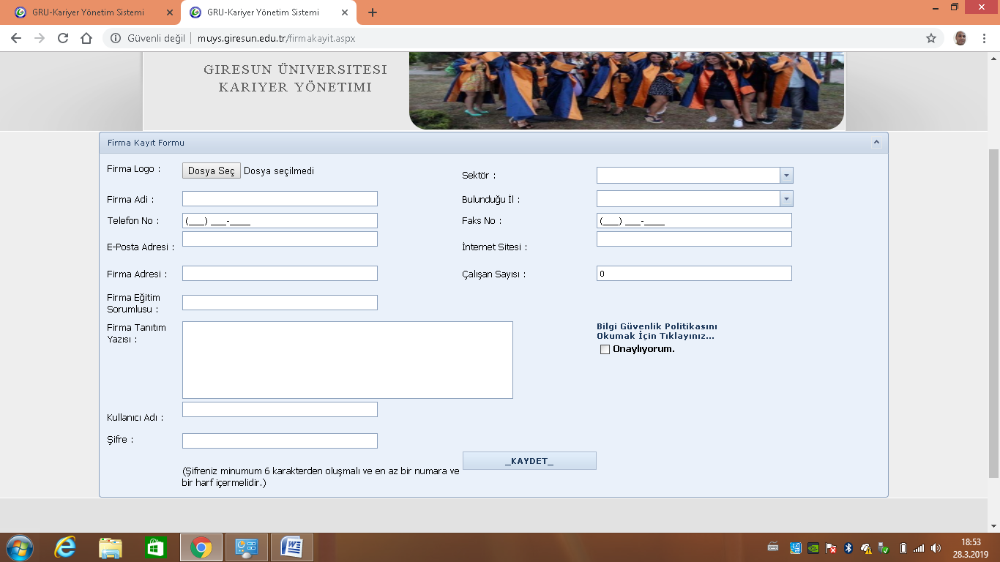 GRU-Kariyer Yönetim Sistemi
GRU-Kariyer Yönetim Sistemi
Güvenli değil | muys.giresun.edu.tr/firmakayit.aspx
GIRESUN ÜNIVERSITESI
KARIYER YÖNETIMI
Firma Kayıt Formu
Firma Logo :
Dosya Seç Dosya seçilmedi
Sektör :
Firma Adi :
Bulunduğu İl :
Telefon No : (___) ___-____
Faks No : (___) ___-____
E-Posta Adresi :
İnternet Sitesi :
Firma Adresi :
Çalışan Sayısı : 0
Firma Eğitim
Sorumlusu :
Firma Tanıtım
Yazısı :
Bilgi Güvenlik Politikasını
Okumak İçin Tıklayınız...
Onaylıyorum.
Kullanıcı Adı :
Şifre :
_KAYDET_
(Şifreniz minumum 6 karakterden oluşmalı ve en az bir numara ve
bir harf içermelidir.)
18:53
28.3.2019